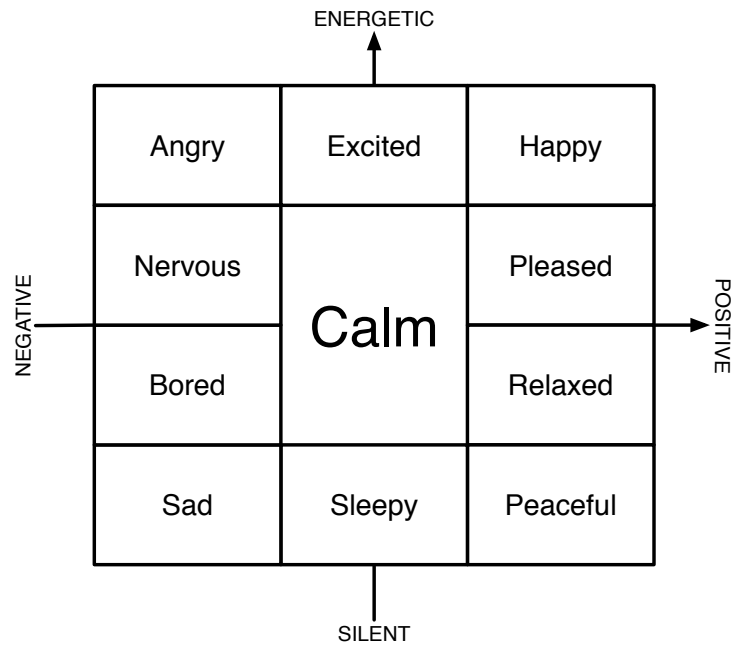 ENERGETIC
Angry
Excited
Happy
Nervous
Pleased
NEGATIVE
Calm
POSITIVE
Bored
Relaxed
Sad
Sleepy
Peaceful
SILENT